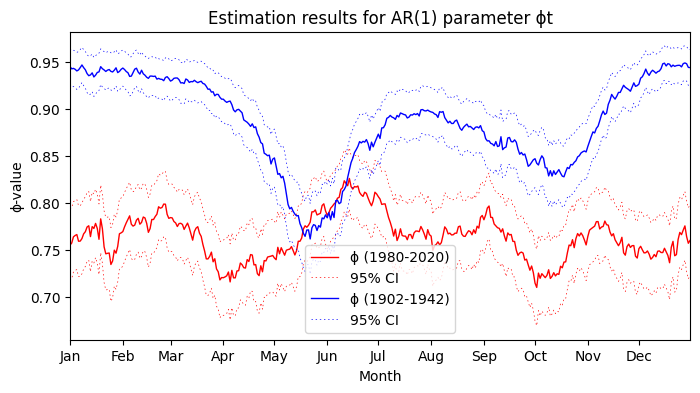 Estimation results for AR(1) parameter ϕt
ϕ-value
0.95
0.90
0.85
0.80
0.75
0.70
ϕ (1980-2020)
95% CI
ϕ (1902-1942)
95% CI
Jan Feb Mar Apr May Jun Jul Aug Sep Oct Nov Dec
Month